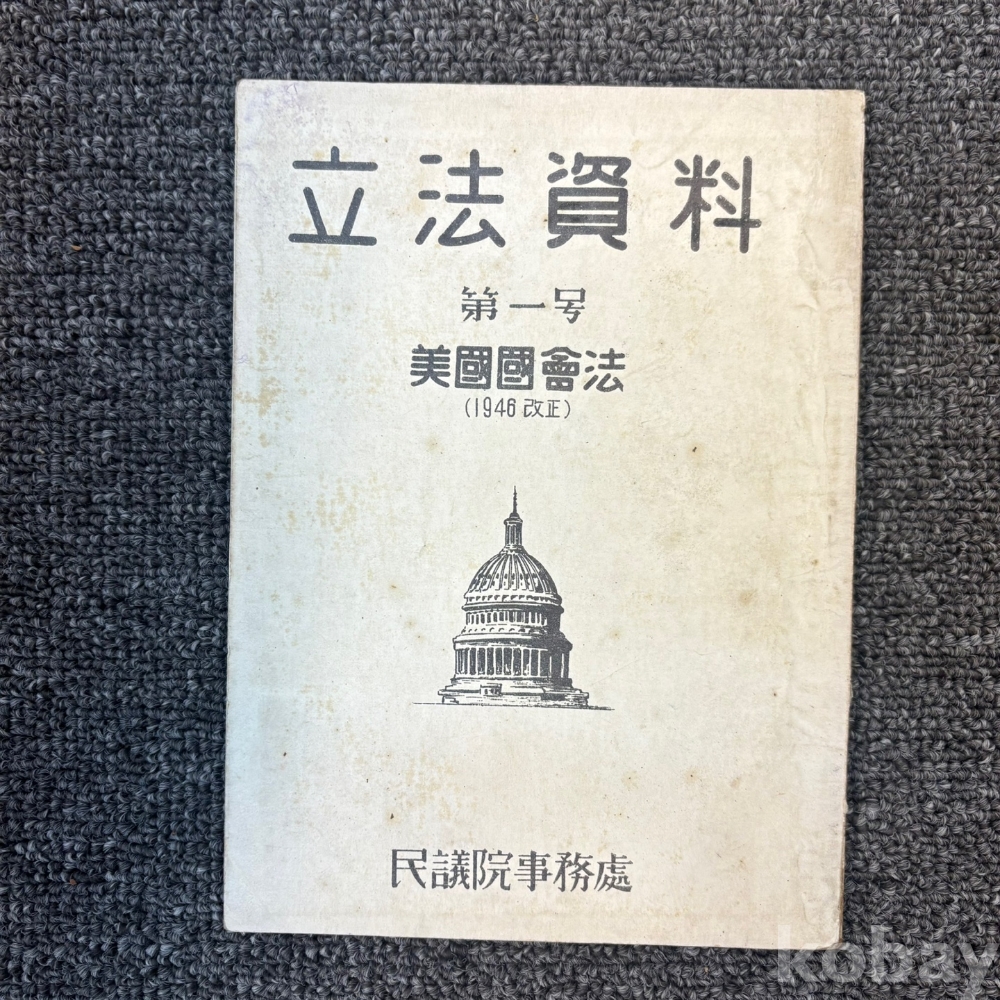 立法資料
第一号
美國國會法
(1946 改正)
民議院事務處
kobay